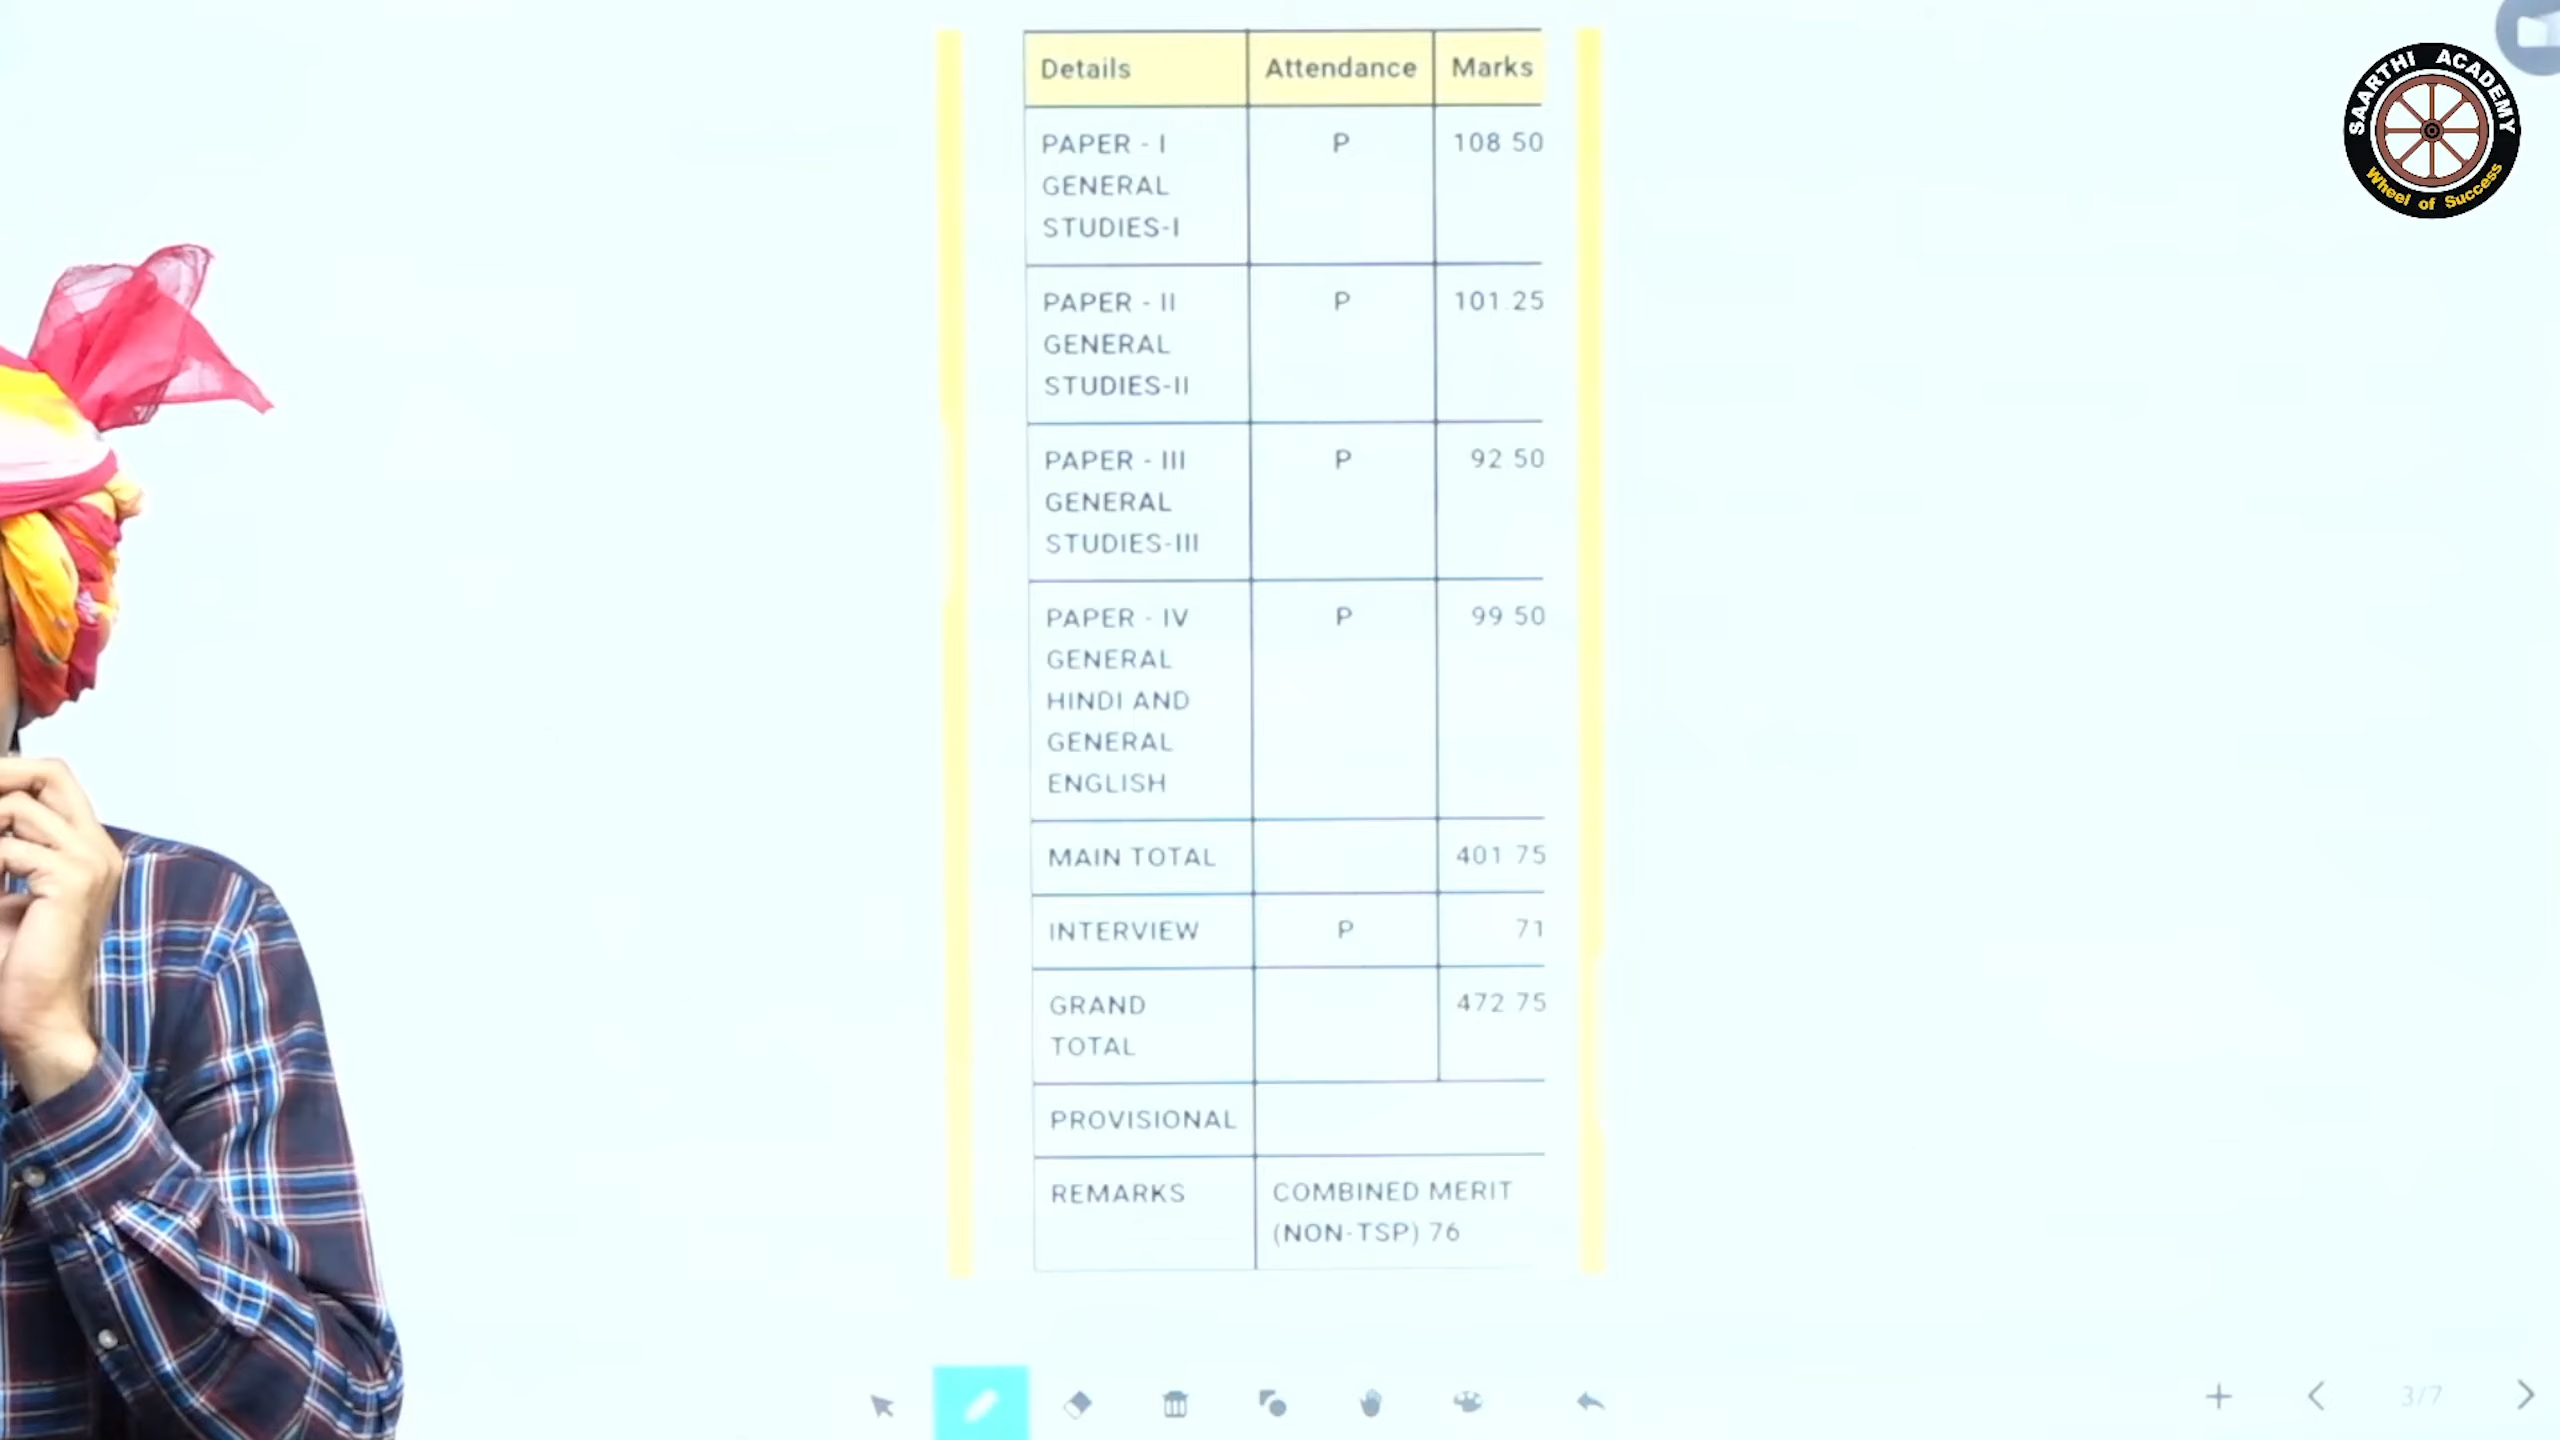 Details Attendance Marks
PAPER - I P 108 50
GENERAL
STUDIES-I
PAPER - II P 101.25
GENERAL
STUDIES-II
PAPER - III P 92 50
GENERAL
STUDIES-III
PAPER - IV P 99 50
GENERAL
HINDI AND
GENERAL
ENGLISH
MAIN TOTAL 401 75
INTERVIEW P 71
GRAND 472 75
TOTAL
PROVISIONAL
REMARKS COMBINED MERIT
(NON-TSP) 76
SAARTHI ACADEMY
Wheel of Success
3/7